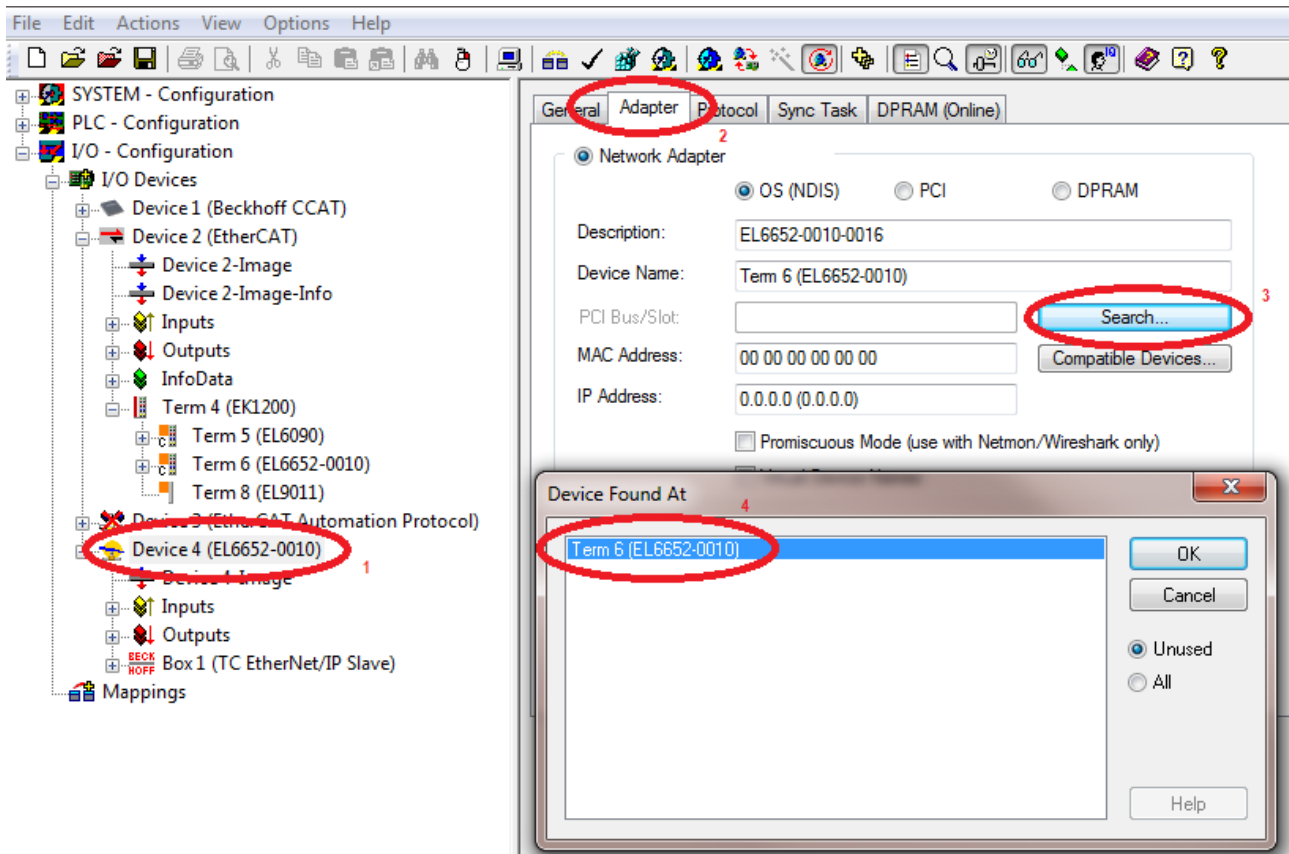 File Edit Actions View Options Help
SYSTEM - Configuration
PLC - Configuration
I/O - Configuration
I/O Devices
Device 1 (Beckhoff CCAT)
Device 2 (EtherCAT)
Device 2-Image
Device 2-Image-Info
Inputs
Outputs
InfoData
Term 4 (EK1200)
Term 5 (EL6090)
Term 6 (EL6652-0010)
Term 8 (EL9011)
Device 3 (EtherCAT Automation Protocol)
Device 4 (EL6652-0010)
1
Device 4-Image
Inputs
Outputs
BECK
HOFF
Box 1 (TC EtherNet/IP Slave)
Mappings
General Adapter Protocol Sync Task DPRAM (Online)
2
Network Adapter
OS (NDIS) PCI DPRAM
Description: EL6652-0010-0016
Device Name: Term 6 (EL6652-0010)
PCI Bus/Slot: Search...
3
MAC Address: 00 00 00 00 00 00 Compatible Devices...
IP Address: 0.0.0.0 (0.0.0.0)
Promiscuous Mode (use with Netmon/Wireshark only)
Device Found At
4
Term 6 (EL6652-0010)
OK
Cancel
Unused
All
Help